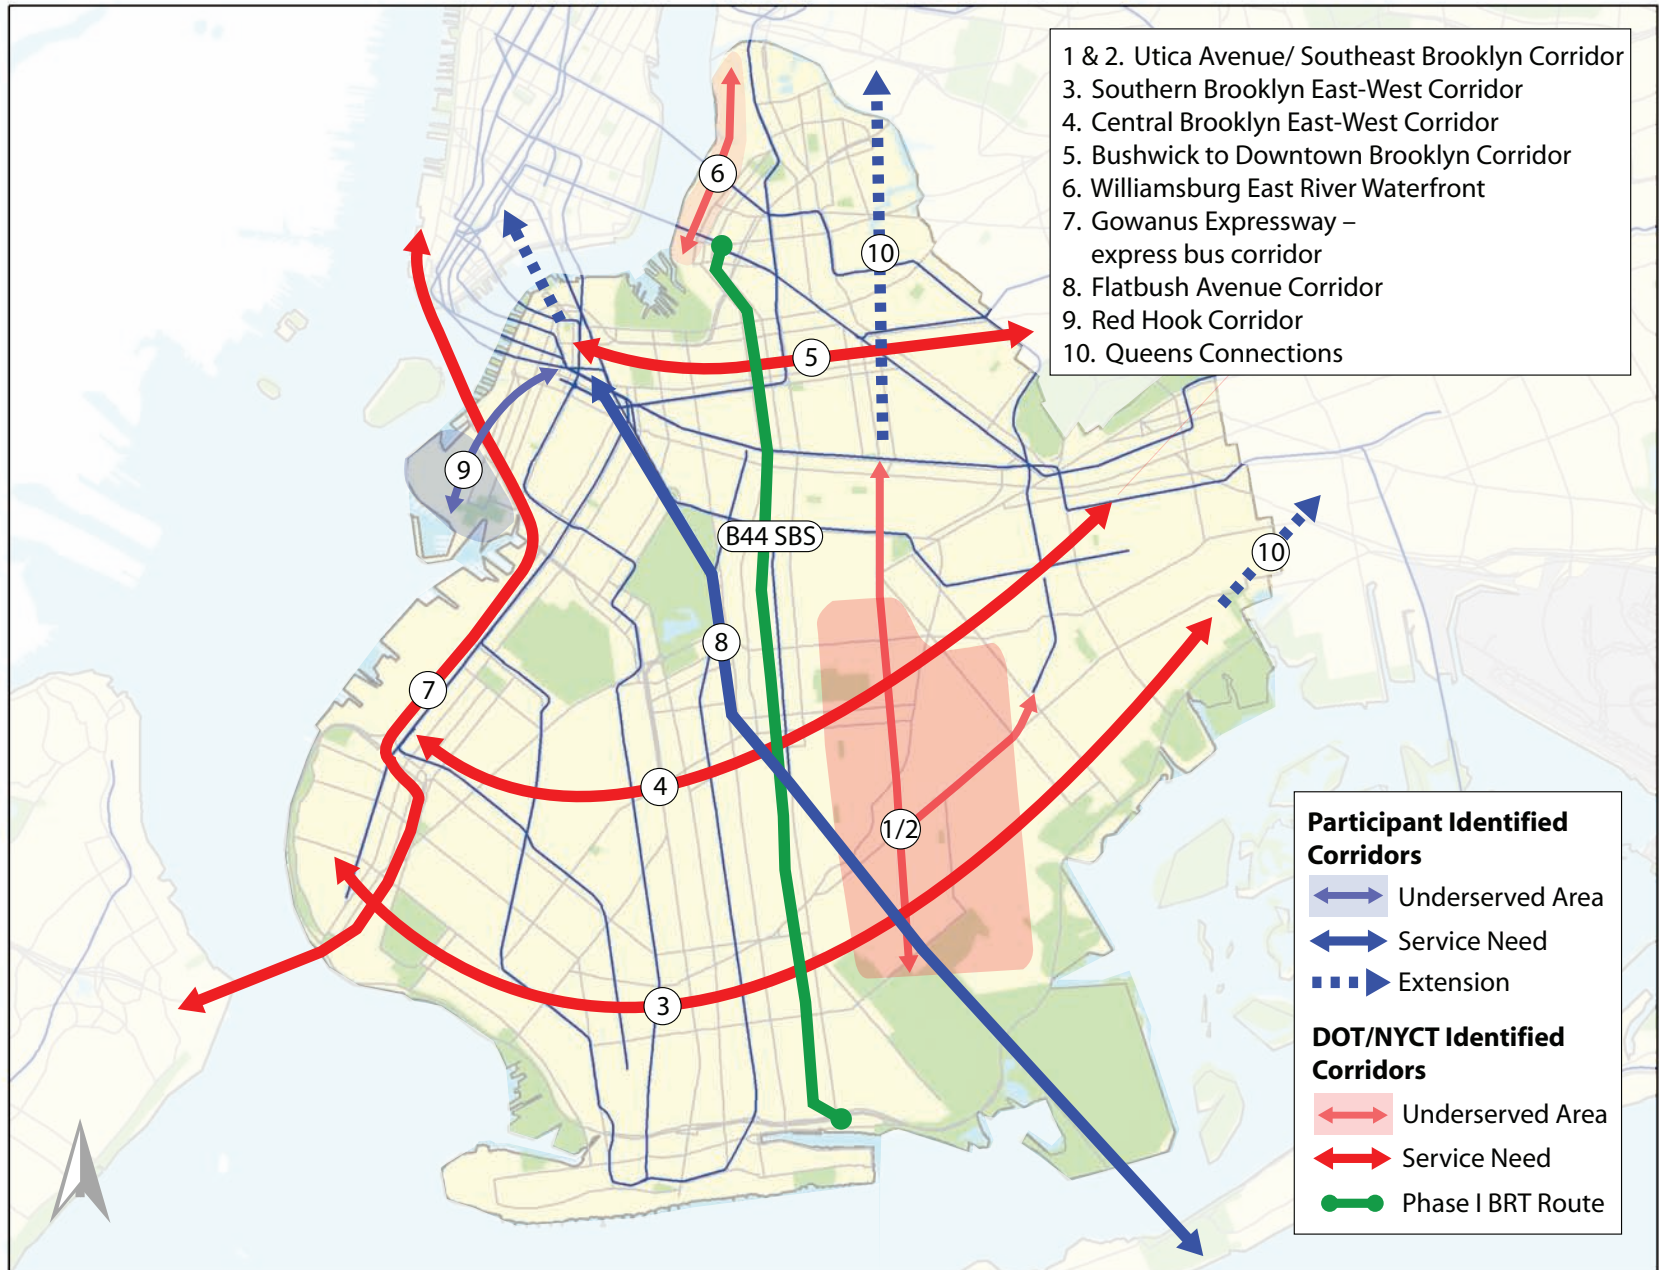 1 & 2. Utica Avenue/ Southeast Brooklyn Corridor
3. Southern Brooklyn East-West Corridor
4. Central Brooklyn East-West Corridor
5. Bushwick to Downtown Brooklyn Corridor
6. Williamsburg East River Waterfront
7. Gowanus Expressway –
express bus corridor
8. Flatbush Avenue Corridor
9. Red Hook Corridor
10. Queens Connections
6
10
5
9
B44 SBS
10
8
7
4
1/2
3
Participant Identified
Corridors
Underserved Area
Service Need
Extension
DOT/NYCT Identified
Corridors
Underserved Area
Service Need
Phase I BRT Route